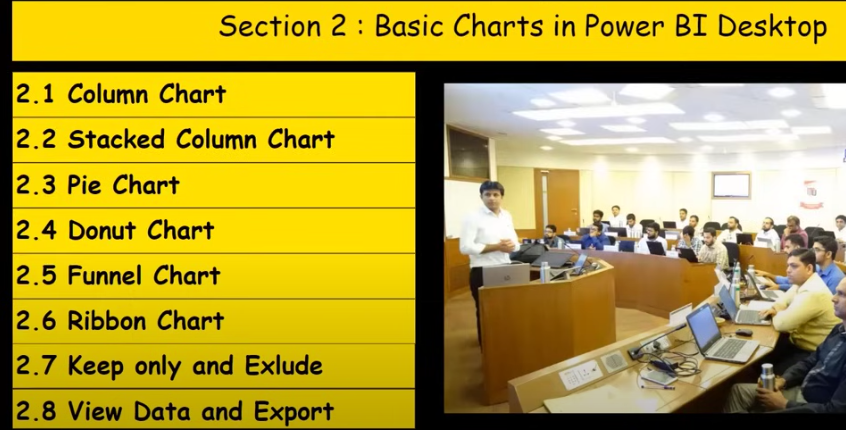 Section 2 : Basic Charts in Power BI Desktop
2.1 Column Chart
2.2 Stacked Column Chart
2.3 Pie Chart
2.4 Donut Chart
2.5 Funnel Chart
2.6 Ribbon Chart
2.7 Keep only and Exlude
2.8 View Data and Export